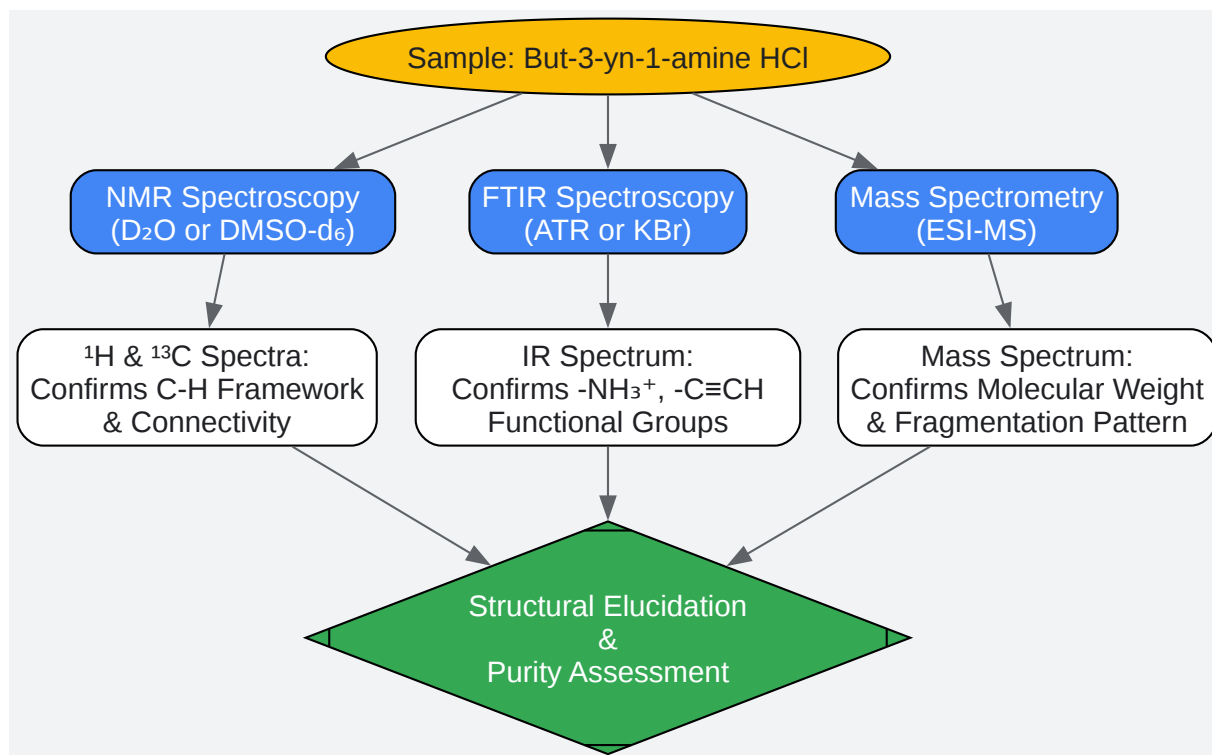 Sample: But-3-yn-1-amine HCl
NMR Spectroscopy
(D₂O or DMSO-d₆)
FTIR Spectroscopy
(ATR or KBr)
Mass Spectrometry
(ESI-MS)
¹H & ¹³C Spectra:
Confirms C-H Framework
& Connectivity
IR Spectrum:
Confirms -NH₃⁺, -C≡CH
Functional Groups
Mass Spectrum:
Confirms Molecular Weight
& Fragmentation Pattern
Structural Elucidation
&
Purity Assessment